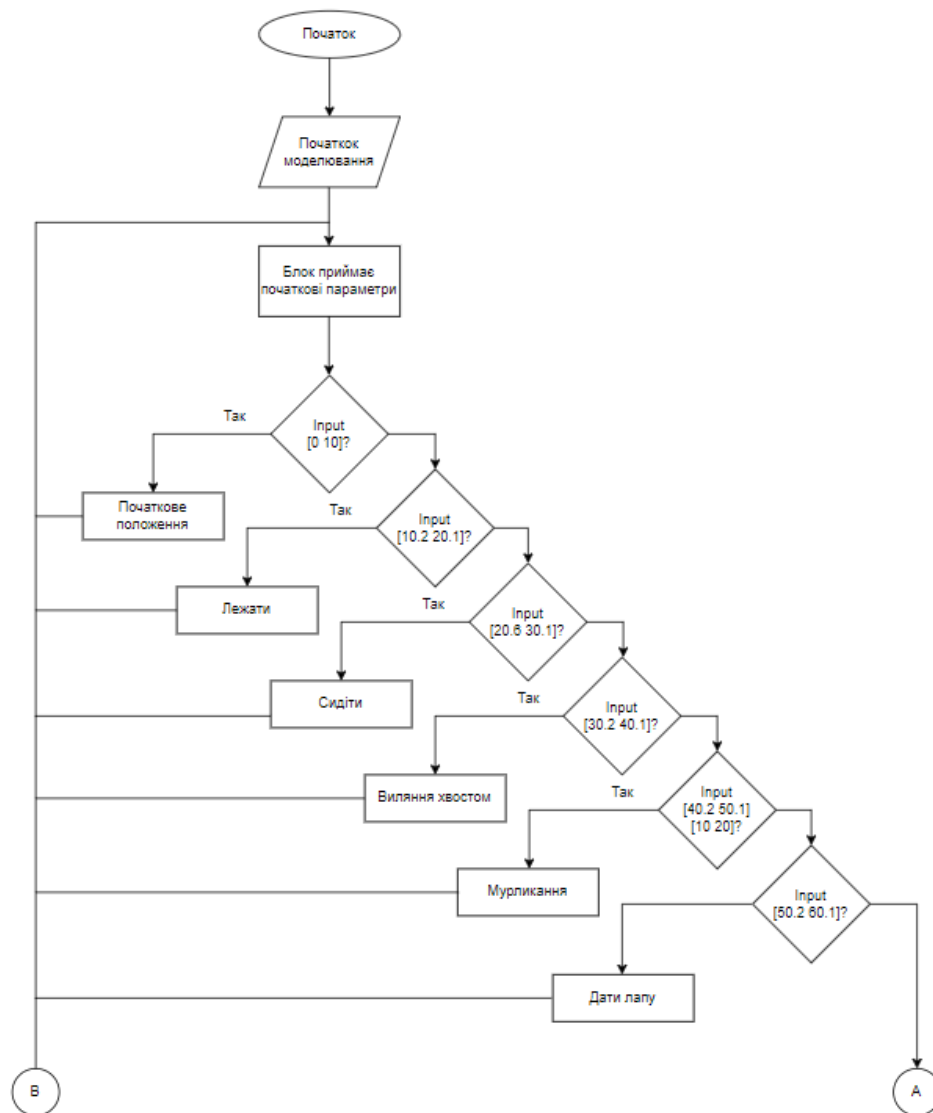 Початок
Початкок
моделювання
Блок приймає
початкові параметри
Так
Input
[0 10]?
Початкове
положення
Так
Input
[10.2 20.1]?
Лежати
Так
Input
[20.6 30.1]?
Сидіти
Так
Input
[30.2 40.1]?
Виляння хвостом
Так
Input
[40.2 50.1]
[10 20]?
Мурликання
Input
[50.2 60.1]?
Дати лапу
B
A